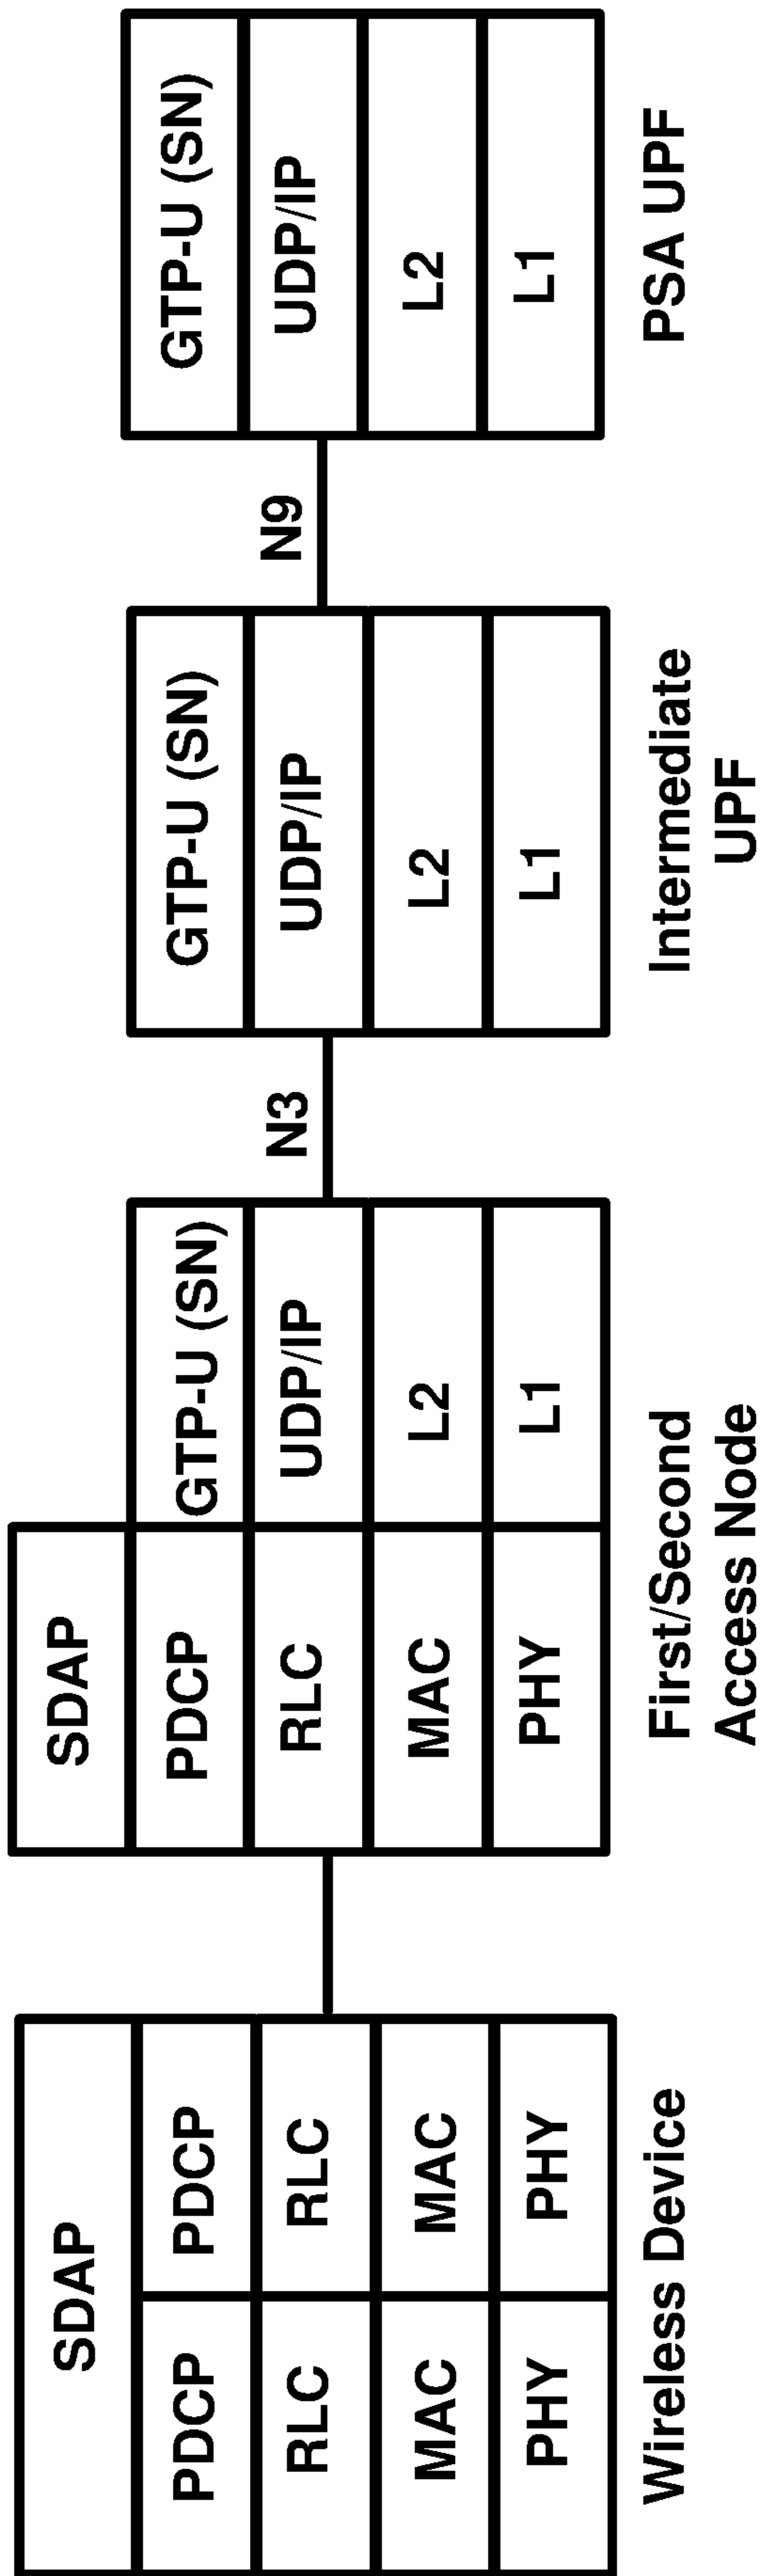 SDAP
PDCP PDCP
RLC RLC
MAC MAC
PHY PHY
Wireless Device
SDAP
PDCP GTP-U (SN)
RLC UDP/IP
MAC L2
PHY L1
First/Second
Access Node
N3
GTP-U (SN)
UDP/IP
L2
L1
Intermediate
UPF
N9
GTP-U (SN)
UDP/IP
L2
L1
PSA UPF